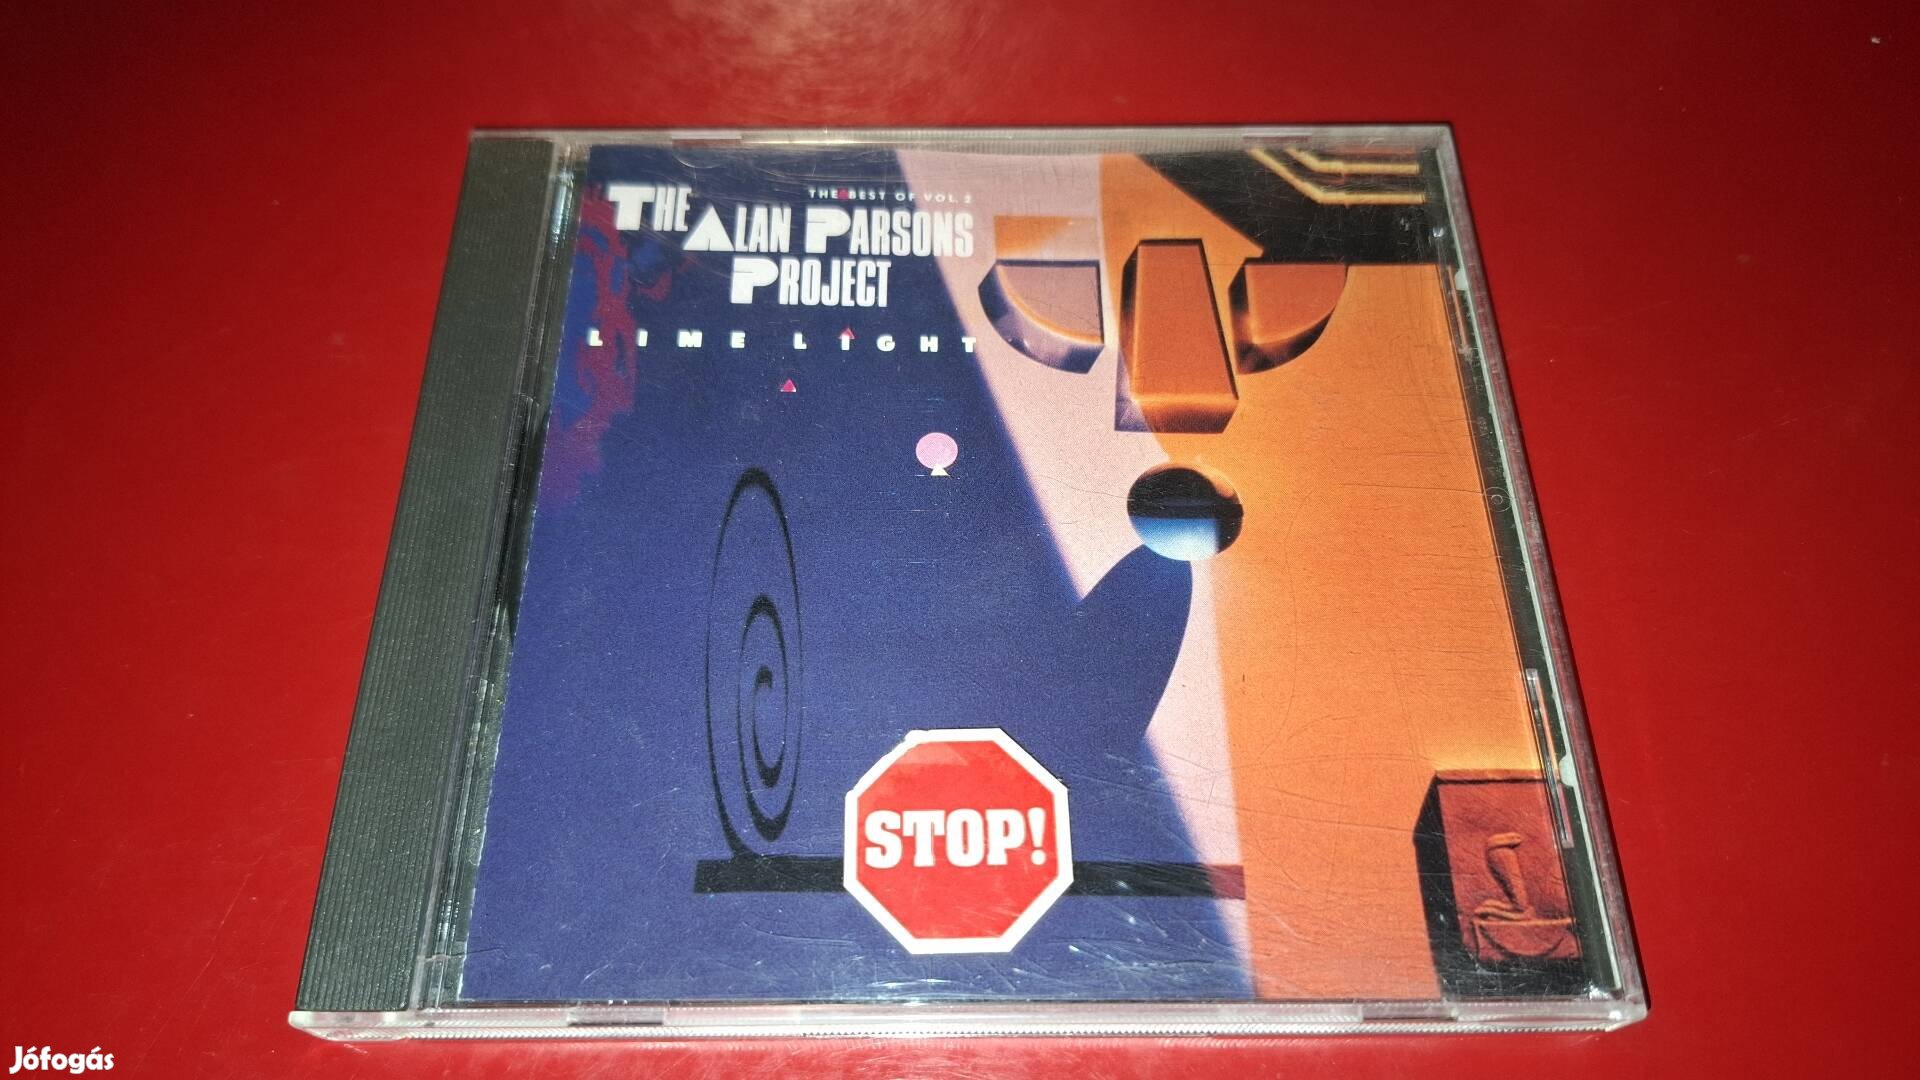 THE BEST OF VOL. 2
THE ALAN PARSONS
PROJECT
LIME LIGHT
STOP!
Jófogás